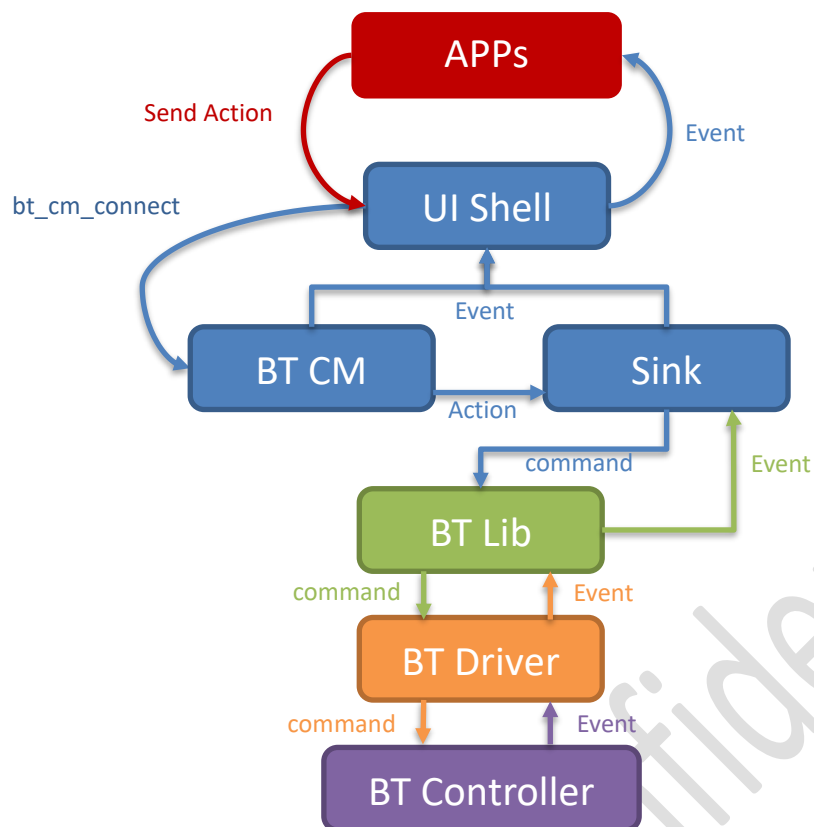 APPs
Send Action
Event
bt_cm_connect
UI Shell
Event
BT CM
Sink
Action
command
Event
BT Lib
command
Event
BT Driver
command
Event
BT Controller